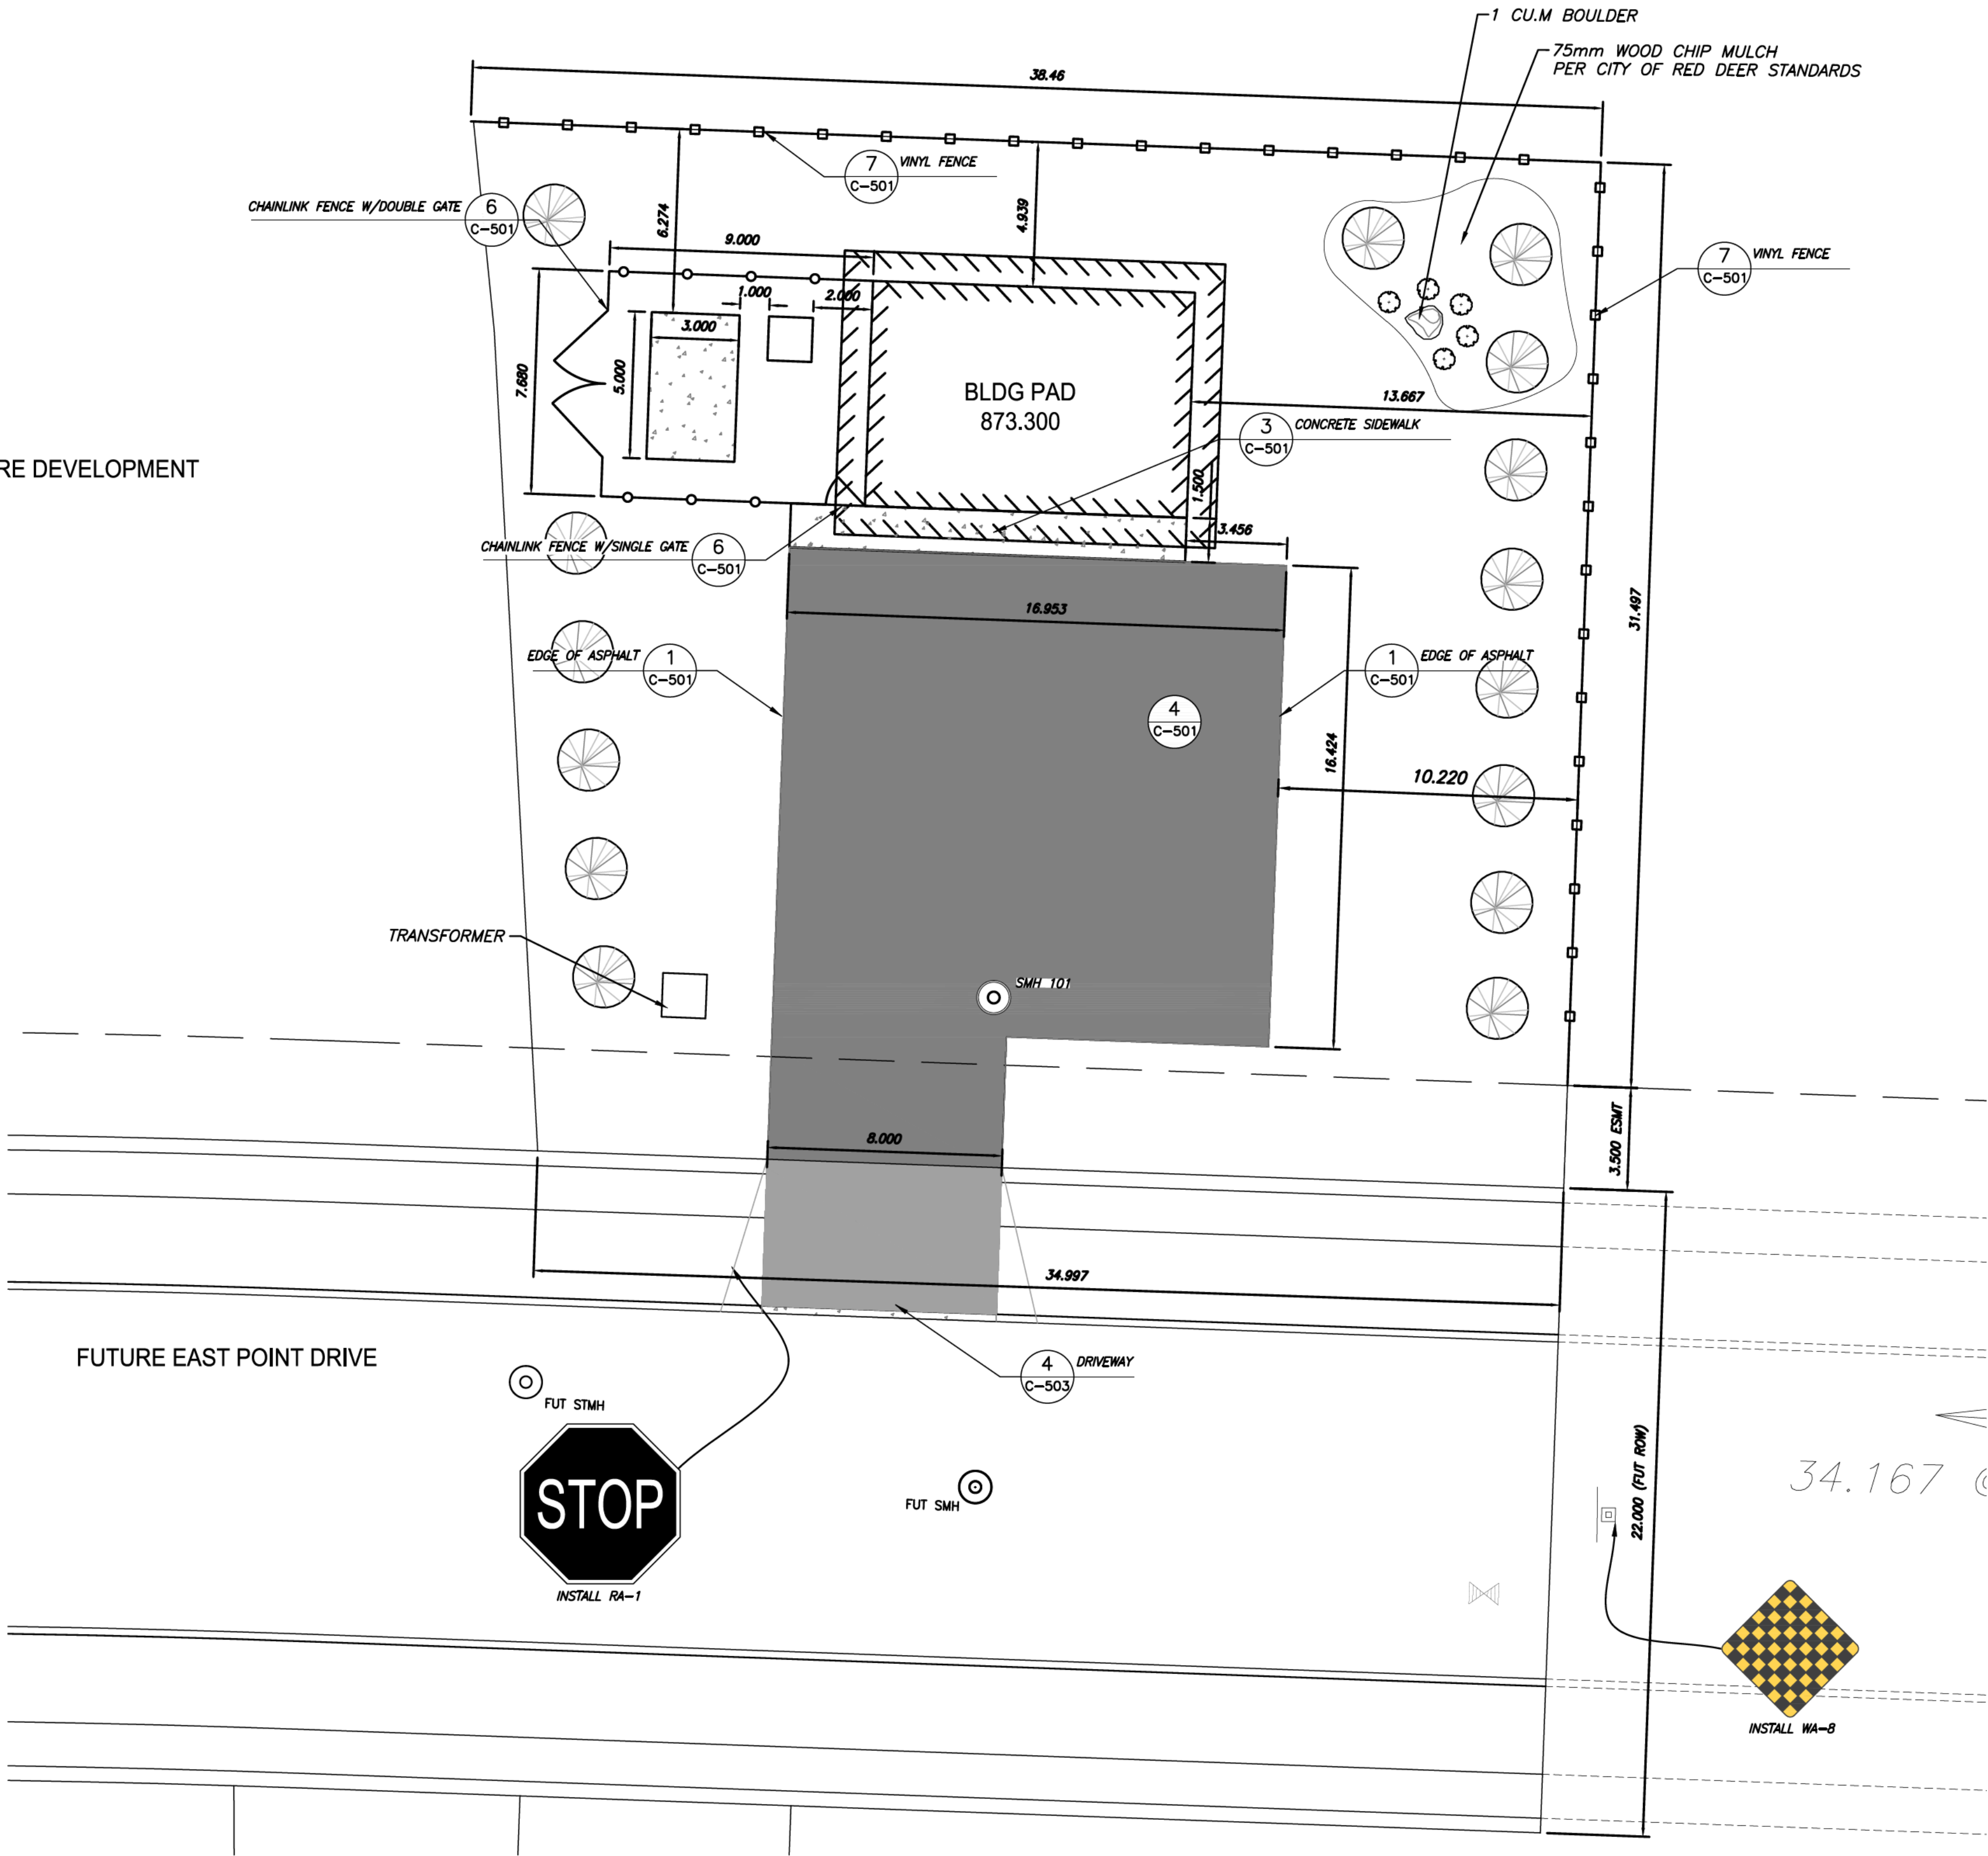 1 CU.M BOULDER
75mm WOOD CHIP MULCH
PER CITY OF RED DEER STANDARDS
38.46
7
C-501
VINYL FENCE
CHAINLINK FENCE W/DOUBLE GATE
6
C-501
6.274
4.939
9.000
7
C-501
VINYL FENCE
1.000
2.000
3.000
7.680
5.000
BLDG PAD
873.300
13.667
3
C-501
CONCRETE SIDEWALK
RE DEVELOPMENT
1.500
3.456
CHAINLINK FENCE W/SINGLE GATE
6
C-501
16.953
31.497
EDGE OF ASPHALT
1
C-501
1
C-501
EDGE OF ASPHALT
4
C-501
16.424
10.220
TRANSFORMER
SMH 101
3.500 ESMT
8.000
34.997
FUTURE EAST POINT DRIVE
4
C-503
DRIVEWAY
FUT STMH
STOP
INSTALL RA-1
FUT SMH
22.000 (FUT ROW)
34.167
INSTALL WA-8